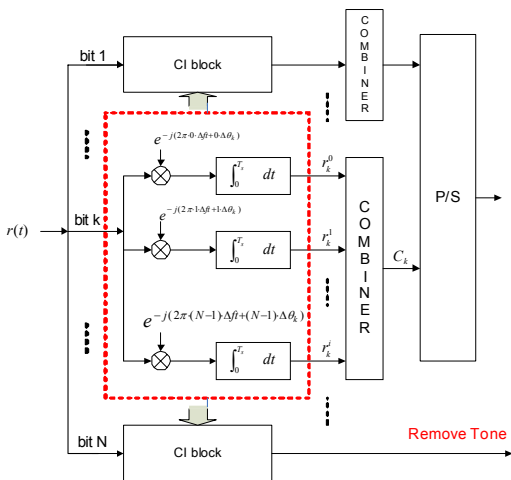 bit 1
CI block
COMBINER
P/S
e^{-j(2π·0·Δft+0·Δθ_k)}
∫_0^{T_s} dt
r_k^0
bit k
r(t)
e^{-j(2π·1·Δft+1·Δθ_k)}
∫_0^{T_s} dt
r_k^1
COMBINER
C_k
e^{-j(2π·(N-1)·Δft+(N-1)·Δθ_k)}
∫_0^{T_s} dt
r_k^i
bit N
CI block
Remove Tone